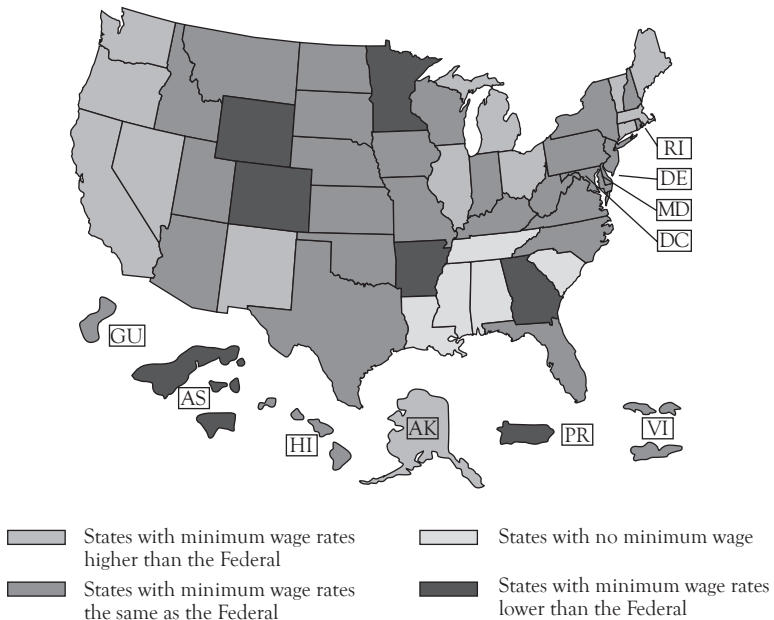 RI
DE
MD
DC
GU
AS
HI
AK
PR
VI
States with minimum wage rates
higher than the Federal
States with no minimum wage
States with minimum wage rates
the same as the Federal
States with minimum wage rates
lower than the Federal